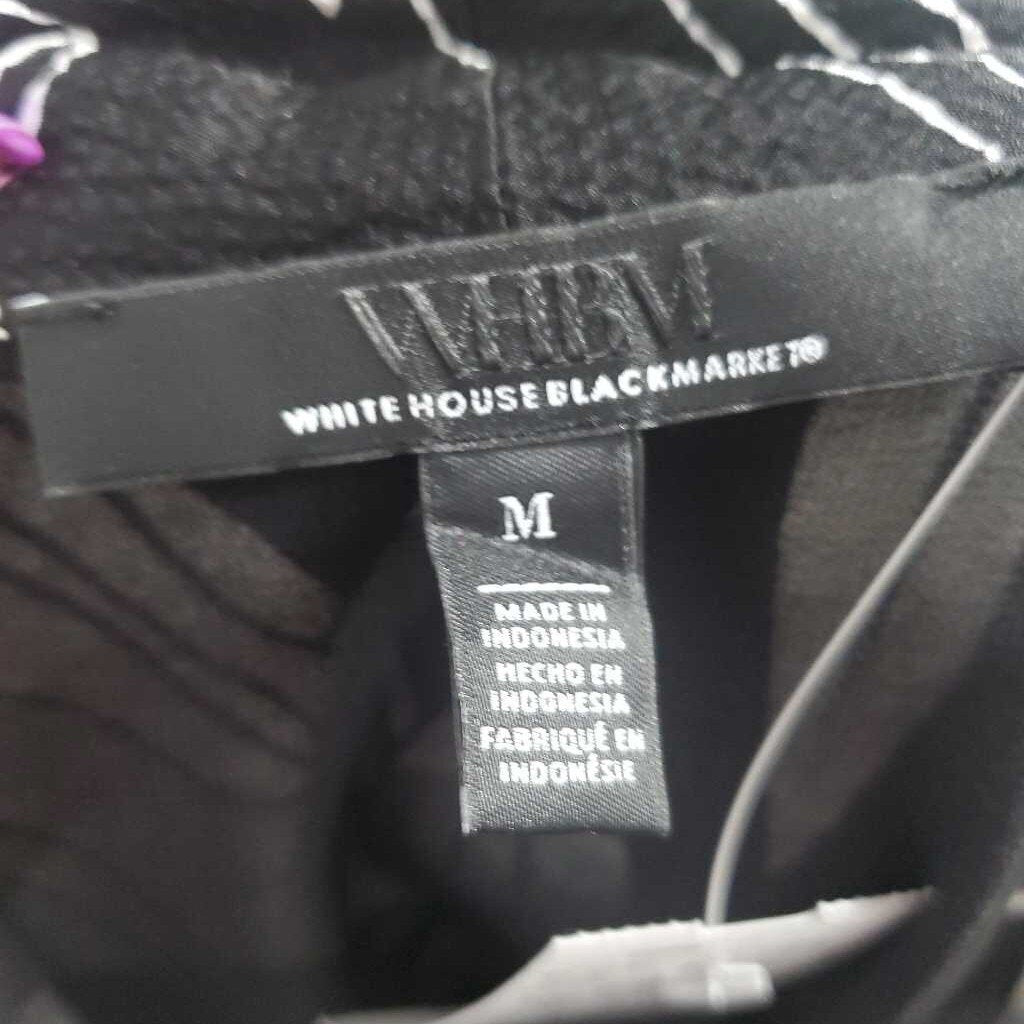 WHBM
WHITE HOUSE BLACK MARKET®
M
MADE IN
INDONESIA
HECHO EN
INDONESIA
FABRIQUÉ EN
INDONÉSIE